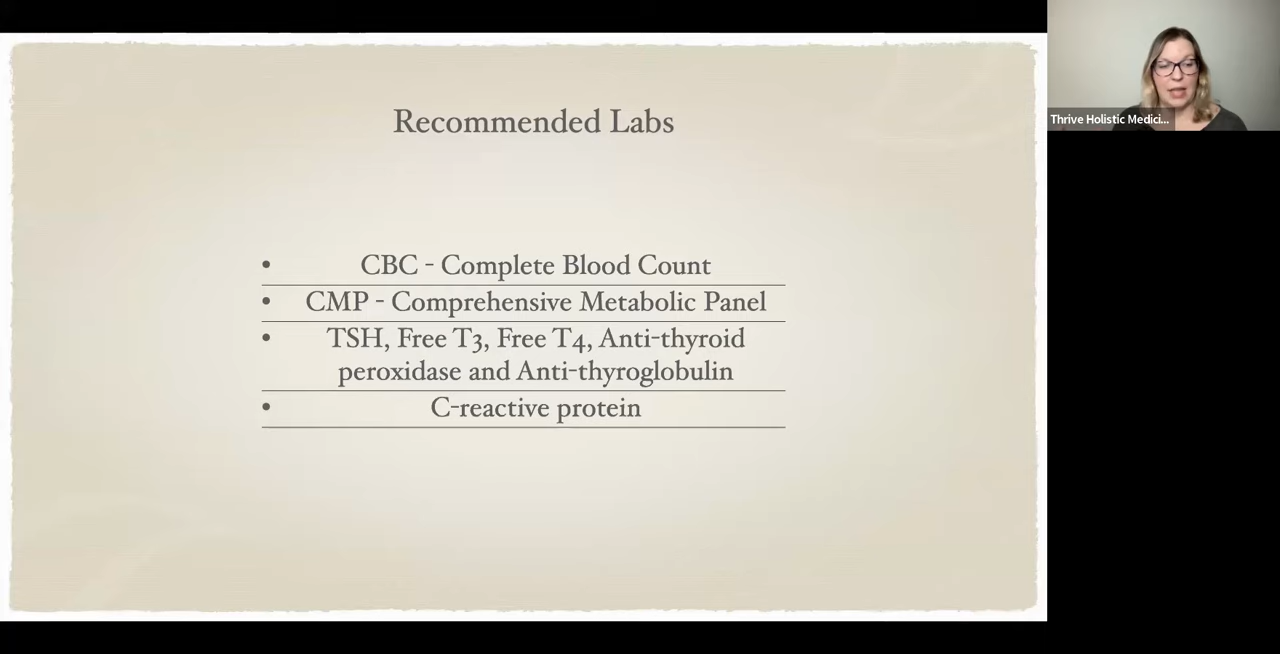 Recommended Labs
• CBC - Complete Blood Count
• CMP - Comprehensive Metabolic Panel
• TSH, Free T3, Free T4, Anti-thyroid
peroxidase and Anti-thyroglobulin
• C-reactive protein
Thrive Holistic Medici...